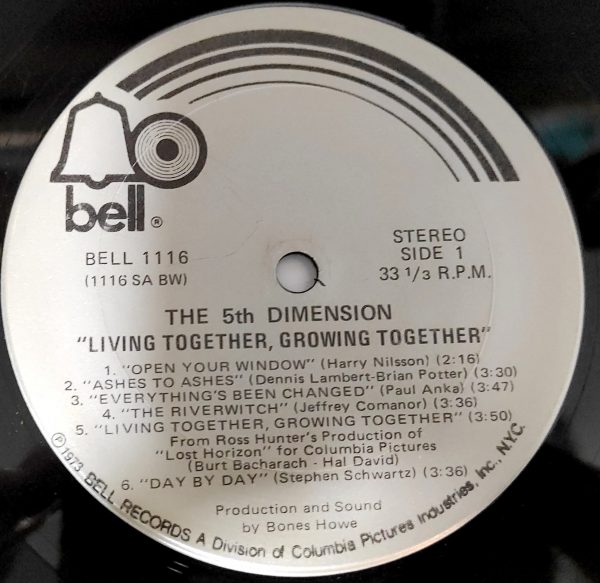 bell®
BELL 1116
(1116 SA BW)
STEREO
SIDE 1
33 1/3 R.P.M.
THE 5th DIMENSION
"LIVING TOGETHER, GROWING TOGETHER"
1. "OPEN YOUR WINDOW" (Harry Nilsson) (2:16)
2. "ASHES TO ASHES" (Dennis Lambert-Brian Potter) (3:30)
3. "EVERYTHING'S BEEN CHANGED" (Paul Anka) (3:47)
4. "THE RIVERWITCH" (Jeffrey Comanor) (3:36)
5. "LIVING TOGETHER, GROWING TOGETHER" (3:50)
From Ross Hunter's Production of
"Lost Horizon" for Columbia Pictures
(Burt Bacharach - Hal David)
6. "DAY BY DAY" (Stephen Schwartz) (3:36)
Production and Sound
by Bones Howe
℗ 1973. BELL RECORDS A Division of Columbia Pictures Industries, Inc., N.Y.C.